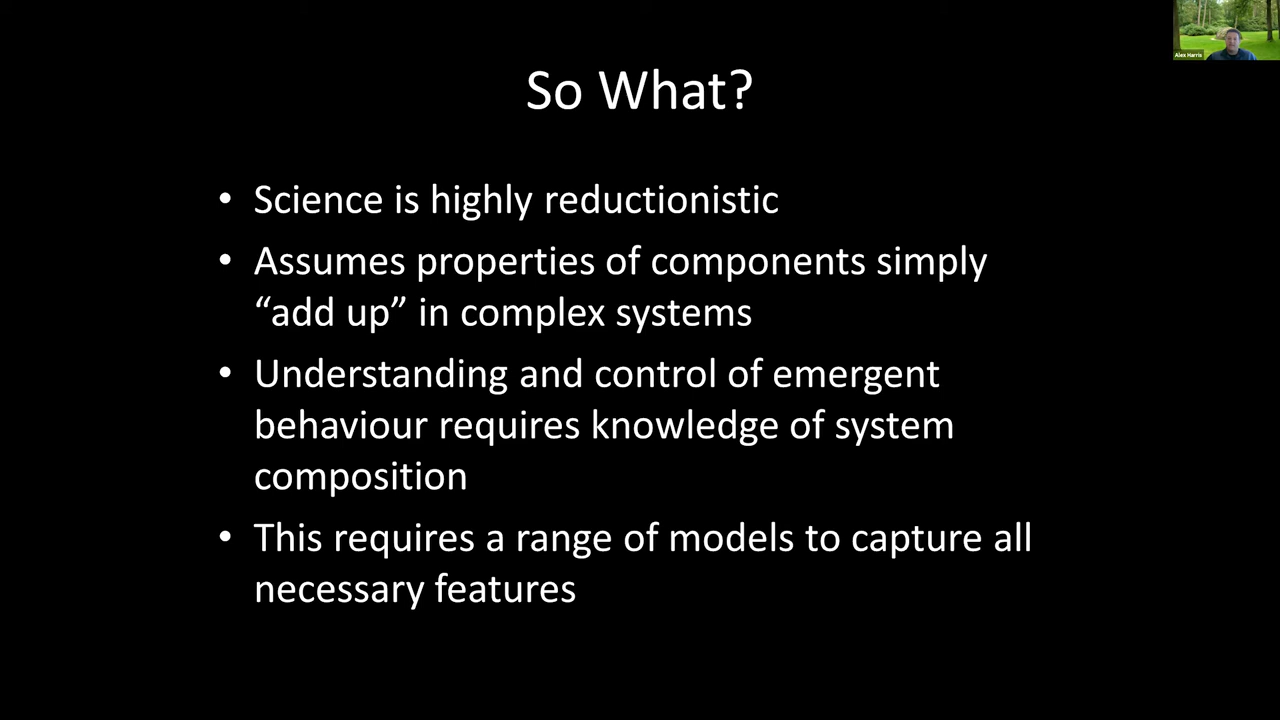 Alex Harris
So What?
• Science is highly reductionistic
• Assumes properties of components simply
“add up” in complex systems
• Understanding and control of emergent
behaviour requires knowledge of system
composition
• This requires a range of models to capture all
necessary features